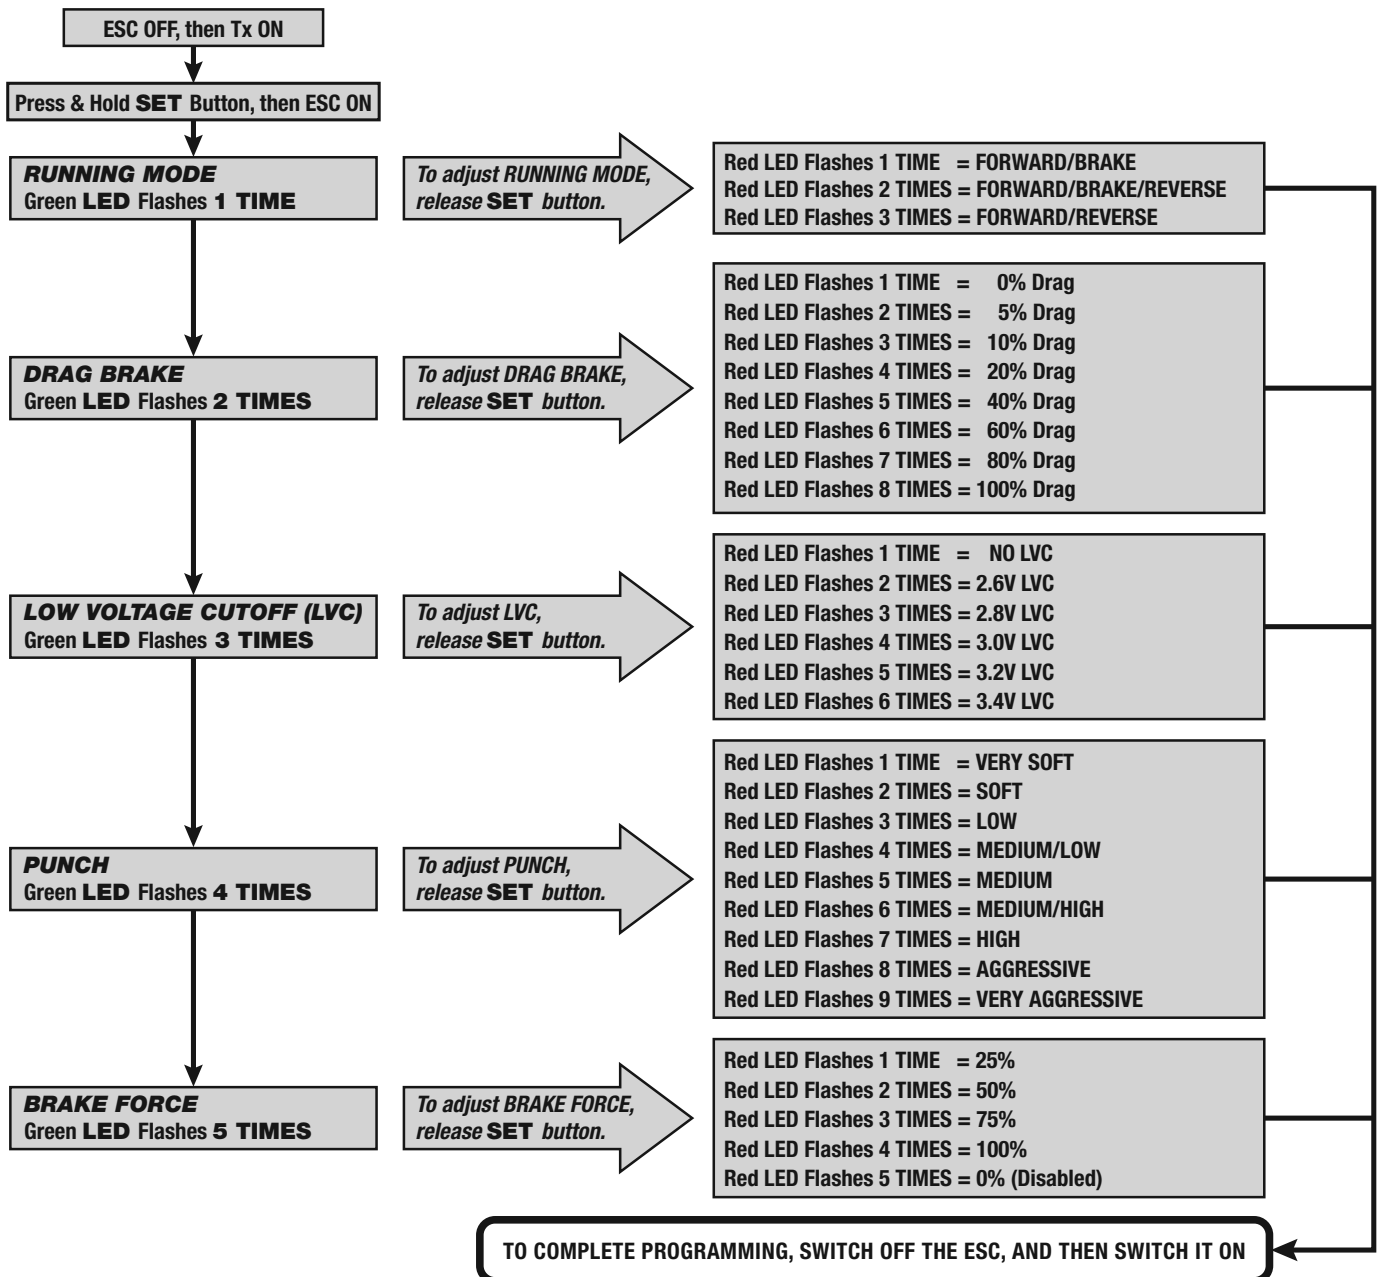 ESC OFF, then Tx ON
Press & Hold SET Button, then ESC ON
RUNNING MODE
Green LED Flashes 1 TIME
To adjust RUNNING MODE,
release SET button.
Red LED Flashes 1 TIME = FORWARD/BRAKE
Red LED Flashes 2 TIMES = FORWARD/BRAKE/REVERSE
Red LED Flashes 3 TIMES = FORWARD/REVERSE
DRAG BRAKE
Green LED Flashes 2 TIMES
To adjust DRAG BRAKE,
release SET button.
Red LED Flashes 1 TIME = 0% Drag
Red LED Flashes 2 TIMES = 5% Drag
Red LED Flashes 3 TIMES = 10% Drag
Red LED Flashes 4 TIMES = 20% Drag
Red LED Flashes 5 TIMES = 40% Drag
Red LED Flashes 6 TIMES = 60% Drag
Red LED Flashes 7 TIMES = 80% Drag
Red LED Flashes 8 TIMES = 100% Drag
LOW VOLTAGE CUTOFF (LVC)
Green LED Flashes 3 TIMES
To adjust LVC,
release SET button.
Red LED Flashes 1 TIME = NO LVC
Red LED Flashes 2 TIMES = 2.6V LVC
Red LED Flashes 3 TIMES = 2.8V LVC
Red LED Flashes 4 TIMES = 3.0V LVC
Red LED Flashes 5 TIMES = 3.2V LVC
Red LED Flashes 6 TIMES = 3.4V LVC
PUNCH
Green LED Flashes 4 TIMES
To adjust PUNCH,
release SET button.
Red LED Flashes 1 TIME = VERY SOFT
Red LED Flashes 2 TIMES = SOFT
Red LED Flashes 3 TIMES = LOW
Red LED Flashes 4 TIMES = MEDIUM/LOW
Red LED Flashes 5 TIMES = MEDIUM
Red LED Flashes 6 TIMES = MEDIUM/HIGH
Red LED Flashes 7 TIMES = HIGH
Red LED Flashes 8 TIMES = AGGRESSIVE
Red LED Flashes 9 TIMES = VERY AGGRESSIVE
BRAKE FORCE
Green LED Flashes 5 TIMES
To adjust BRAKE FORCE,
release SET button.
Red LED Flashes 1 TIME = 25%
Red LED Flashes 2 TIMES = 50%
Red LED Flashes 3 TIMES = 75%
Red LED Flashes 4 TIMES = 100%
Red LED Flashes 5 TIMES = 0% (Disabled)
TO COMPLETE PROGRAMMING, SWITCH OFF THE ESC, AND THEN SWITCH IT ON